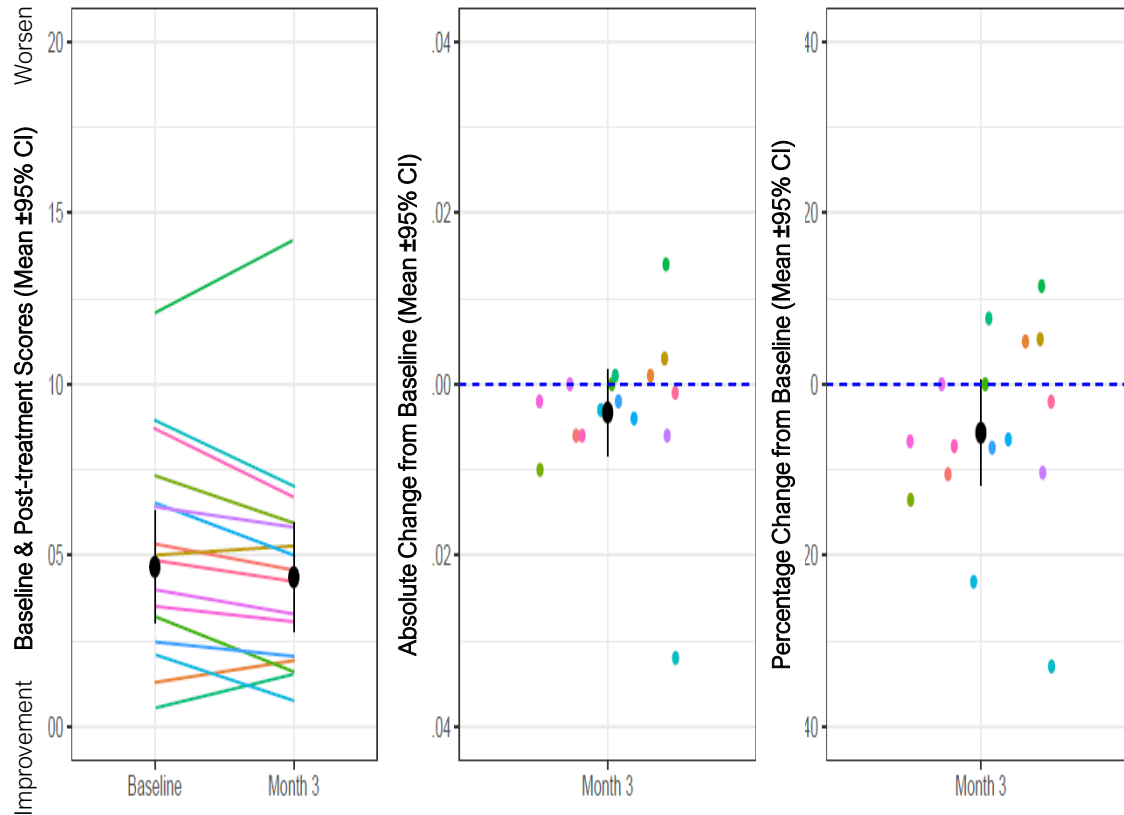 Worsen
Baseline & Post-treatment Scores (Mean ±95% CI)
Improvement
20
15
10
05
00
Baseline
Month 3
Absolute Change from Baseline (Mean ±95% CI)
.04
.02
.00
.02
.04
Month 3
Percentage Change from Baseline (Mean ±95% CI)
40
20
0
20
40
Month 3